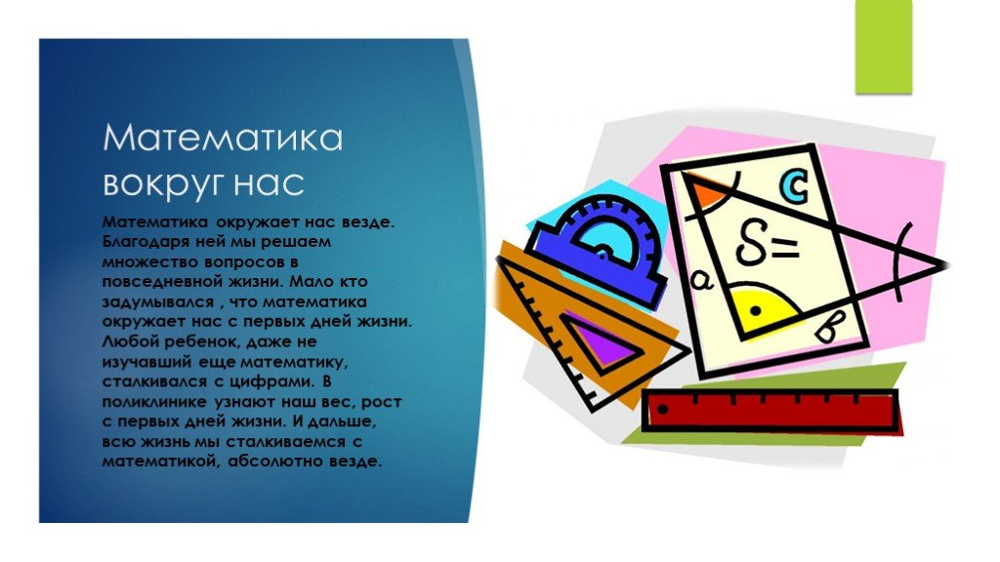 Математика
вокруг нас
Математика окружает нас везде.
Благодаря ней мы решаем
множество вопросов в
повседневной жизни. Мало кто
задумывался , что математика
окружает нас с первых дней жизни.
Любой ребенок, даже не
изучавший еще математику,
сталкивался с цифрами. В
поликлинике узнают наш вес, рост
с первых дней жизни. И дальше,
всю жизнь мы сталкиваемся с
математикой, абсолютно везде.
C
S=
a
B